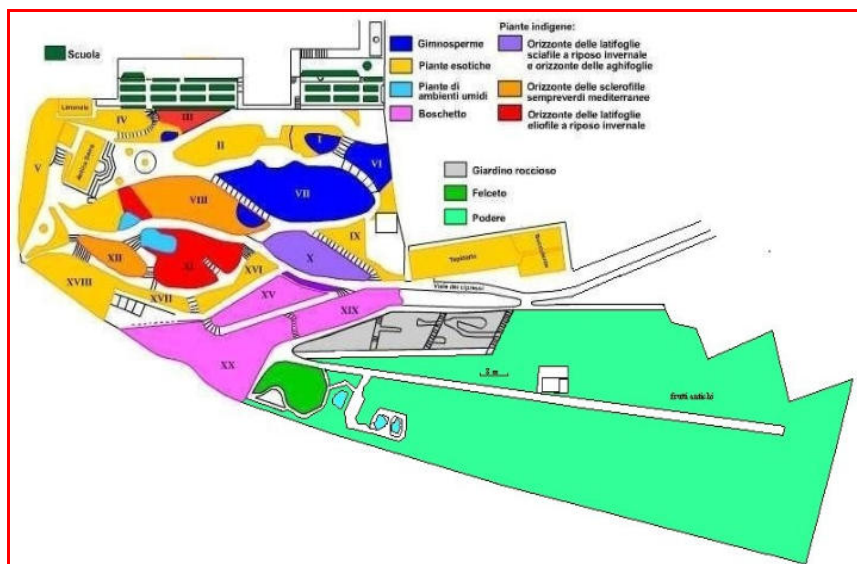 Scuola
Gimnosperme
Piante esotiche
Piante di
ambienti umidi
Boschetto
Piante indigene:
Orizzonte delle latifoglie
sciafile a riposo invernale
e orizzonte delle aghifoglie
Orizzonte delle sclerofille
sempreverdi mediterranee
Orizzonte delle latifoglie
eliofile a riposo invernale
Giardino roccioso
Felceto
Podere
Limonaia
IV
III
II
I
VI
V
Antica Serra
VIII
VII
IX
XII
XI
X
XVI
XVIII
XVII
XV
XIX
XX
Tepidario
Viale dei cipressi
2 m